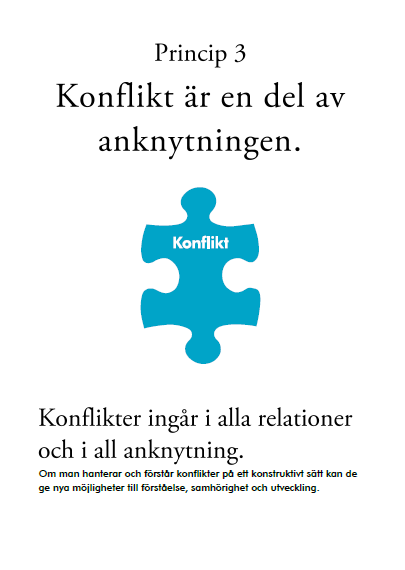 Princip 3
Konflikt är en del av
anknytningen.
Konflikt
Konflikter ingår i alla relationer
och i all anknytning.
Om man hanterar och förstår konflikter på ett konstruktivt sätt kan de
ge nya möjligheter till förståelse, samhörighet och utveckling.